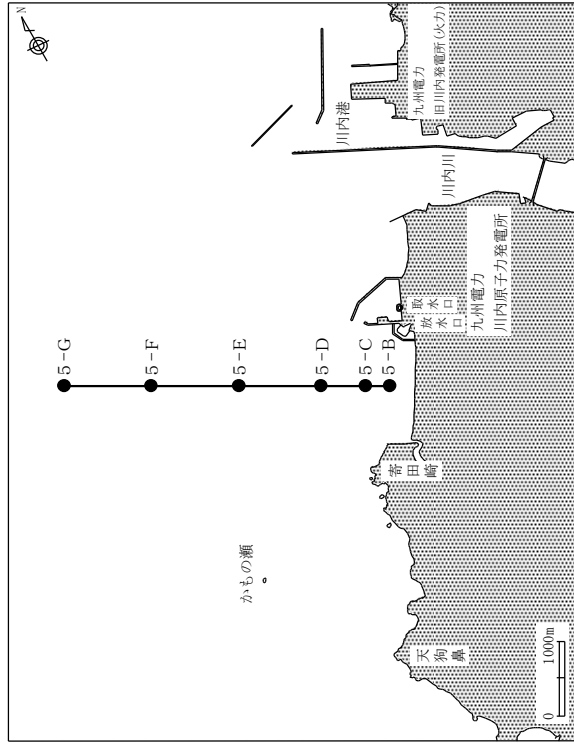 N
5-G
5-F
5-E
5-D
5-C
5-B
川内港
九州電力
旧川内発電所(火力)
川内川
取水口
放水口
九州電力
川内原子力発電所
寄田崎
かもの瀬
天狗鼻
0 1000m